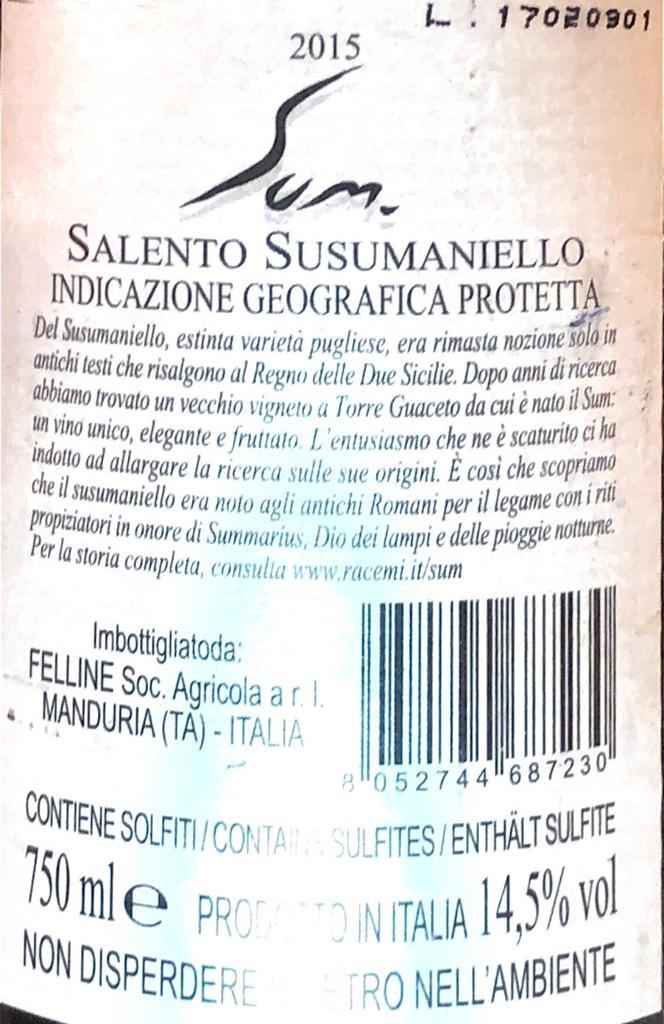 L : 17020901
2015
Sum.
SALENTO SUSUMANIELLO
INDICAZIONE GEOGRAFICA PROTETTA
Del Susumaniello, estinta varietà pugliese, era rimasta nozione solo in
antichi testi che risalgono al Regno delle Due Sicilie. Dopo anni di ricerca
abbiamo trovato un vecchio vigneto a Torre Guaceto da cui è nato il Sum:
un vino unico, elegante e fruttato. L'entusiasmo che ne è scaturito ci ha
indotto ad allargare la ricerca sulle sue origini. È così che scopriamo
che il susumaniello era noto agli antichi Romani per il legame con i riti
propiziatori in onore di Summarius, Dio dei lampi e delle pioggie notturne.
Per la storia completa, consulta www.racemi.it/sum
Imbottigliatoda:
FELLINE Soc. Agricola a r. l.
MANDURIA (TA) - ITALIA
8 052744 687230
CONTIENE SOLFITI / CONTAINS SULFITES / ENTHÄLT SULFITE
750 ml e PRODOTTO IN ITALIA 14,5% vol
NON DISPERDERE NELL'AMBIENTE